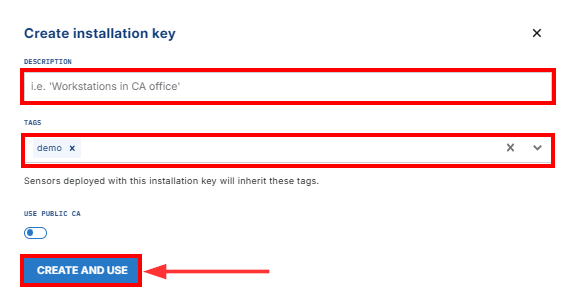 Create installation key
DESCRIPTION
i.e. 'Workstations in CA office'
TAGS
demo x
Sensors deployed with this installation key will inherit these tags.
USE PUBLIC CA
CREATE AND USE